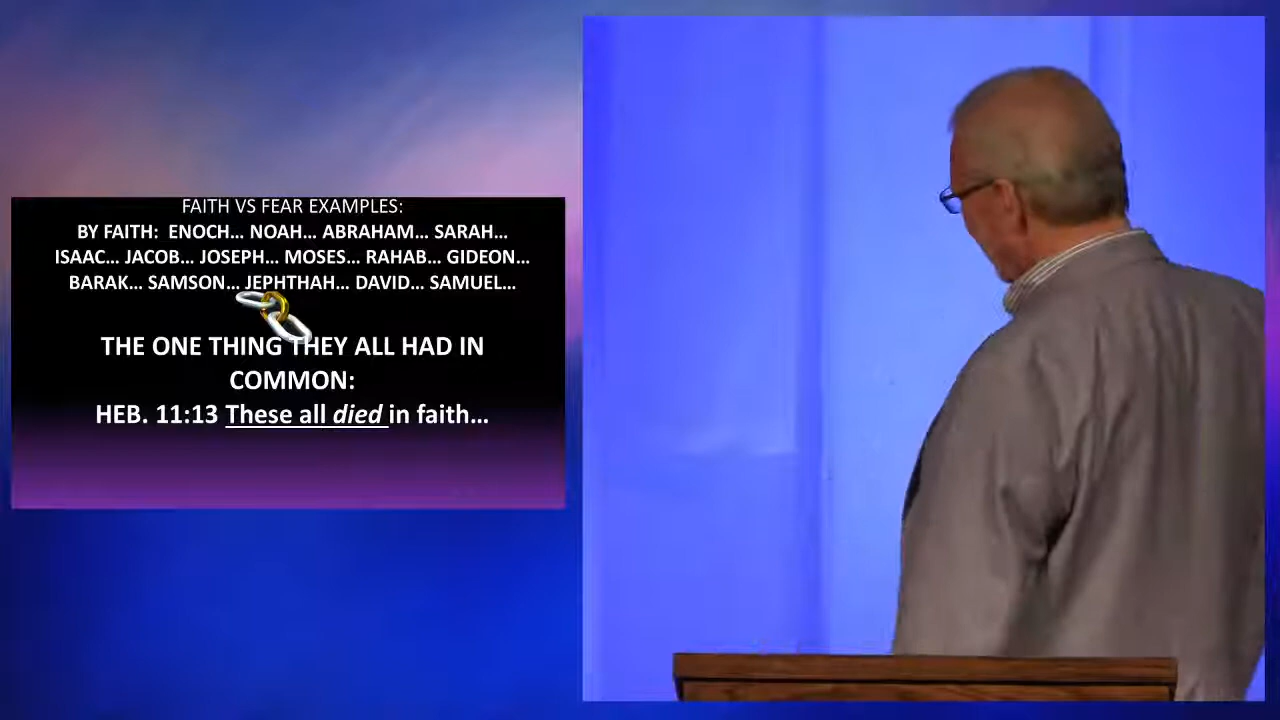 FAITH VS FEAR EXAMPLES:
BY FAITH:  ENOCH… NOAH… ABRAHAM… SARAH…
ISAAC… JACOB… JOSEPH… MOSES… RAHAB… GIDEON…
BARAK… SAMSON… JEPHTHAH… DAVID… SAMUEL…
THE ONE THING THEY ALL HAD IN
COMMON:
HEB. 11:13 These all died in faith…